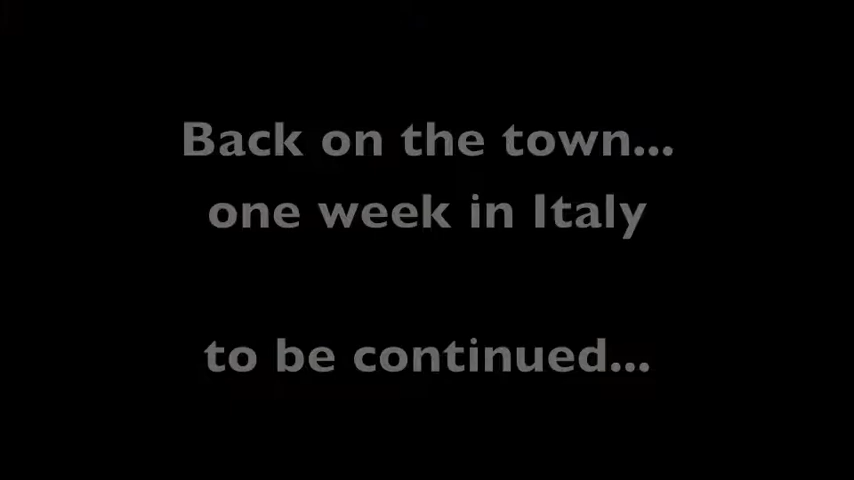 Back on the town...
one week in Italy
to be continued...